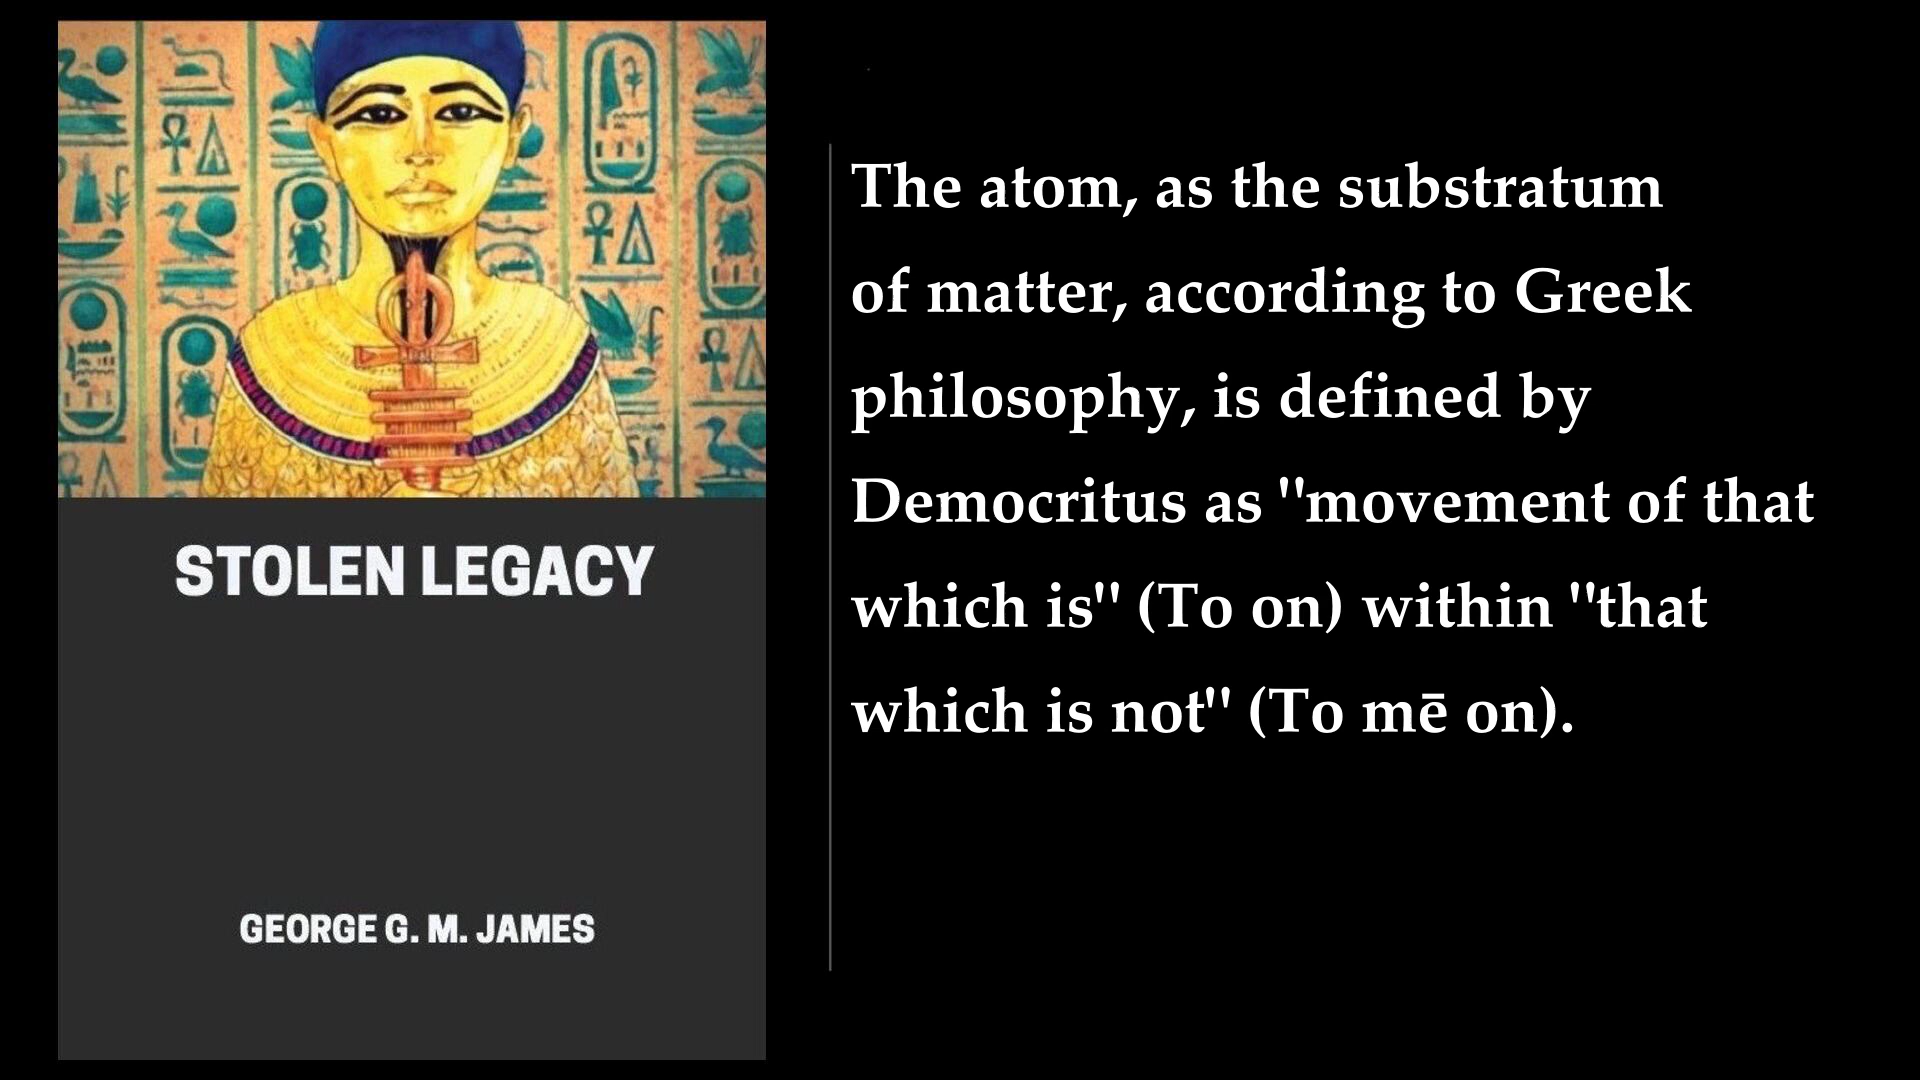 STOLEN LEGACY
GEORGE G. M. JAMES
The atom, as the substratum
of matter, according to Greek
philosophy, is defined by
Democritus as "movement of that
which is" (To on) within "that
which is not" (To mē on).